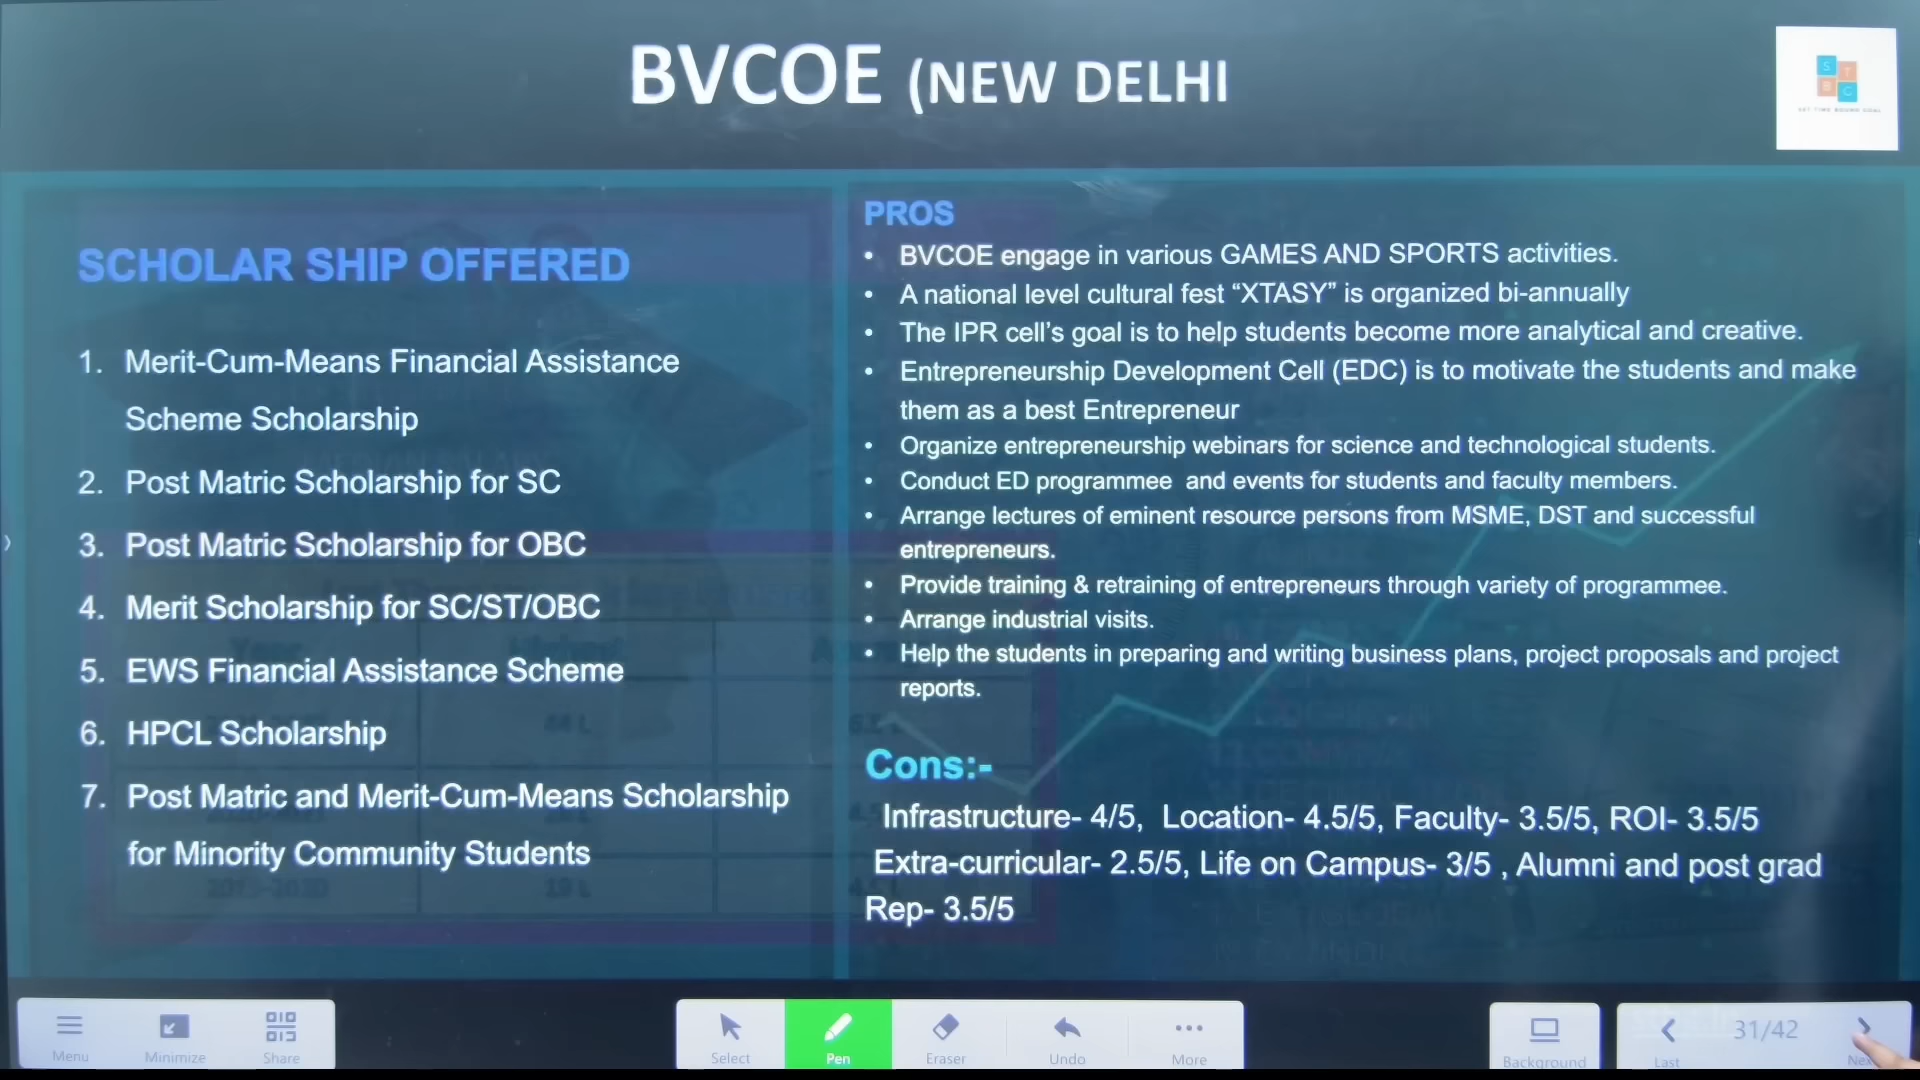 BVCOE (NEW DELHI
S T
B C
SET TIME BOUND GOAL
SCHOLAR SHIP OFFERED
1. Merit-Cum-Means Financial Assistance
Scheme Scholarship
2. Post Matric Scholarship for SC
3. Post Matric Scholarship for OBC
4. Merit Scholarship for SC/ST/OBC
5. EWS Financial Assistance Scheme
6. HPCL Scholarship
7. Post Matric and Merit-Cum-Means Scholarship
for Minority Community Students
PROS
• BVCOE engage in various GAMES AND SPORTS activities.
• A national level cultural fest “XTASY” is organized bi-annually
• The IPR cell’s goal is to help students become more analytical and creative.
• Entrepreneurship Development Cell (EDC) is to motivate the students and make
them as a best Entrepreneur
• Organize entrepreneurship webinars for science and technological students.
• Conduct ED programmee and events for students and faculty members.
• Arrange lectures of eminent resource persons from MSME, DST and successful
entrepreneurs.
• Provide training & retraining of entrepreneurs through variety of programmee.
• Arrange industrial visits.
• Help the students in preparing and writing business plans, project proposals and project
reports.
Cons:-
Infrastructure- 4/5, Location- 4.5/5, Faculty- 3.5/5, ROI- 3.5/5
Extra-curricular- 2.5/5, Life on Campus- 3/5 , Alumni and post grad
Rep- 3.5/5
Menu Minimize Share Select Pen Eraser Undo More Background Last 31/42 Nex